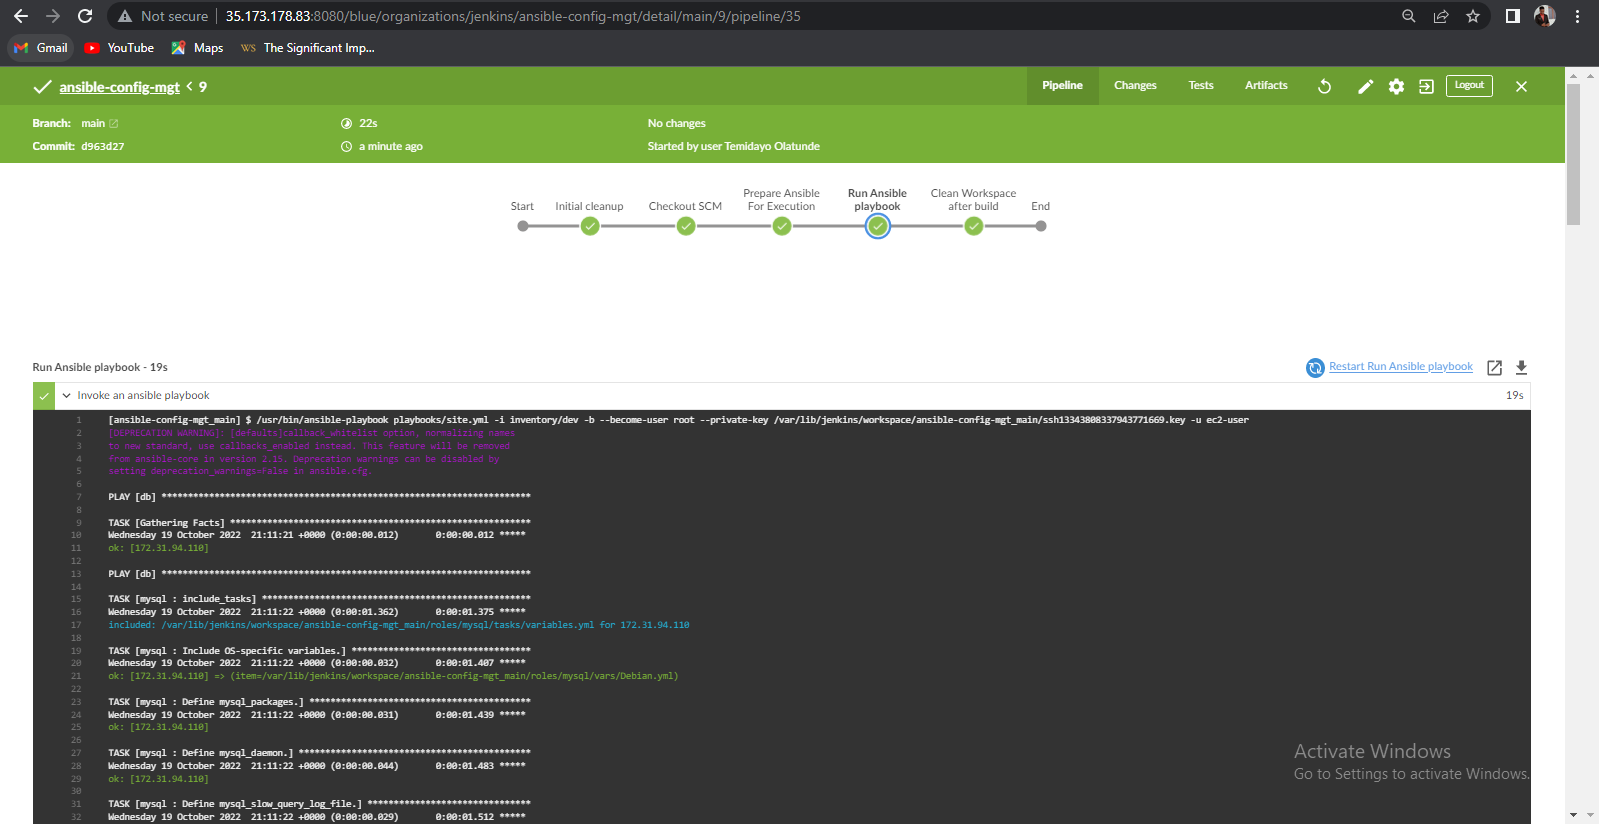 Not secure 35.173.178.83:8080/blue/organizations/jenkins/ansible-config-mgt/detail/main/9/pipeline/35
Gmail YouTube Maps WS The Significant Imp...
ansible-config-mgt < 9 Pipeline Changes Tests Artifacts Logout
Branch: main 22s No changes
Commit: d963d27 a minute ago Started by user Temidayo Olatunde
Start Initial cleanup Checkout SCM Prepare Ansible For Execution Run Ansible playbook Clean Workspace after build End
Run Ansible playbook - 19s Restart Run Ansible playbook
Invoke an ansible playbook 19s
1 [ansible-config-mgt_main] $ /usr/bin/ansible-playbook playbooks/site.yml -i inventory/dev -b --become-user root --private-key /var/lib/jenkins/workspace/ansible-config-mgt_main/ssh13343808337943771669.key -u ec2-user
2 [DEPRECATION WARNING]: [defaults]callback_whitelist option, normalizing names
3 to new standard, use callbacks_enabled instead. This feature will be removed
4 from ansible-core in version 2.15. Deprecation warnings can be disabled by
5 setting deprecation_warnings=False in ansible.cfg.
6
7 PLAY [db] **********************************************************************
8
9 TASK [Gathering Facts] *********************************************************
10 Wednesday 19 October 2022  21:11:21 +0000 (0:00:00.012)       0:00:00.012 *****
11 ok: [172.31.94.110]
12
13 PLAY [db] **********************************************************************
14
15 TASK [mysql : include_tasks] ***************************************************
16 Wednesday 19 October 2022  21:11:22 +0000 (0:00:01.362)       0:00:01.375 *****
17 included: /var/lib/jenkins/workspace/ansible-config-mgt_main/roles/mysql/tasks/variables.yml for 172.31.94.110
18
19 TASK [mysql : Include OS-specific variables.] **********************************
20 Wednesday 19 October 2022  21:11:22 +0000 (0:00:00.032)       0:00:01.407 *****
21 ok: [172.31.94.110] => (item=/var/lib/jenkins/workspace/ansible-config-mgt_main/roles/mysql/vars/Debian.yml)
22
23 TASK [mysql : Define mysql_packages.] ******************************************
24 Wednesday 19 October 2022  21:11:22 +0000 (0:00:00.031)       0:00:01.439 *****
25 ok: [172.31.94.110]
26
27 TASK [mysql : Define mysql_daemon.] ********************************************
28 Wednesday 19 October 2022  21:11:22 +0000 (0:00:00.044)       0:00:01.483 *****
29 ok: [172.31.94.110]
30
31 TASK [mysql : Define mysql_slow_query_log_file.] *******************************
32 Wednesday 19 October 2022  21:11:22 +0000 (0:00:00.029)       0:00:01.512 *****
Activate Windows
Go to Settings to activate Windows.